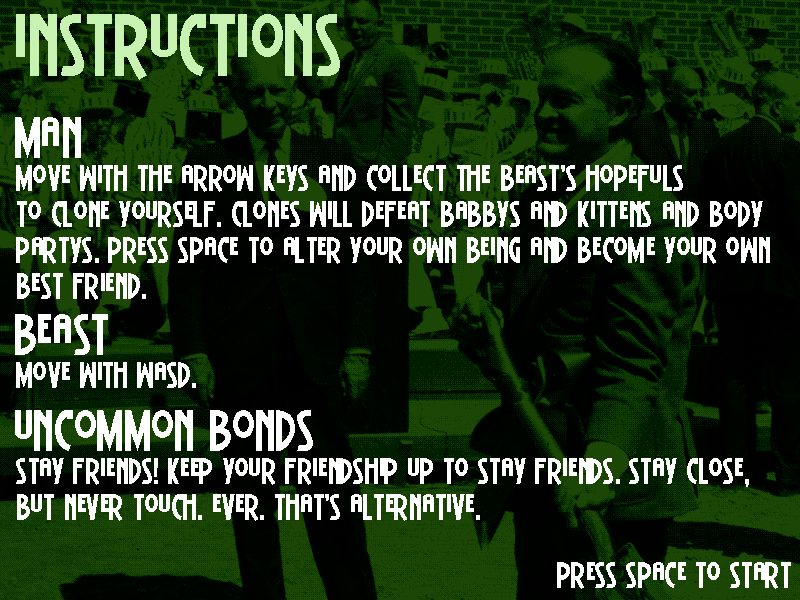 INSTRUCTIONS
MAN
MOVE WITH THE ARROW KEYS AND COLLECT THE BEAST'S HOPEFULS
TO CLONE YOURSELF. CLONES WILL DEFEAT BABBYS AND KITTENS AND BODY
PARTYS. PRESS SPACE TO ALTER YOUR OWN BEING AND BECOME YOUR OWN
BEST FRIEND.
BEAST
MOVE WITH WASD.
UNCOMMON BONDS
STAY FRIENDS! KEEP YOUR FRIENDSHIP UP TO STAY FRIENDS. STAY CLOSE,
BUT NEVER TOUCH. EVER. THAT'S ALTERNATIVE.
PRESS SPACE TO START